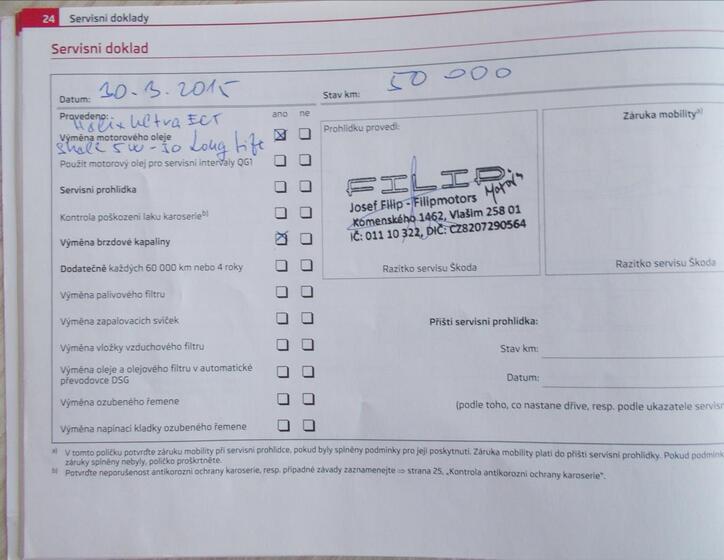 24 Servisní doklady
Servisní doklad
Datum: 30.3.2015 Stav km: 50 000
Provedeno: ano ne
Helix Ultra ECT
Výměna motorového oleje
Shell 5W-30 Long Life
Použit motorový olej pro servisní intervaly QG1
Servisní prohlídka
Kontrola poškození laku karoserie b)
Výměna brzdové kapaliny
Dodatečně každých 60 000 km nebo 4 roky
Výměna palivového filtru
Výměna zapalovacích svíček
Výměna vložky vzduchového filtru
Výměna oleje a olejového filtru v automatické
převodovce DSG
Výměna ozubeného řemene
Výměna napínací kladky ozubeného řemene
Prohlídku provedl:
FILIP
Motors
Josef Filip - Filipmotors
Komenského 1462, Vlašim 258 01
IČ: 011 10 322, DIČ: CZ8207290564
Razítko servisu Škoda
Záruka mobility a)
Razítko servisu Škoda
Příští servisní prohlídka:
Stav km:
Datum:
(podle toho, co nastane dříve, resp. podle ukazatele servisn
a) V tomto políčku potvrďte záruku mobility při servisní prohlídce, pokud byly splněny podmínky pro její poskytnutí. Záruka mobility platí do příští servisní prohlídky. Pokud podmínk
záruky splněny nebyly, políčko proškrtněte.
b) Potvrďte neporušenost antikorozní ochrany karoserie, resp. případné závady zaznamenejte ⇒ strana 25, „Kontrola antikorozní ochrany karoserie“.